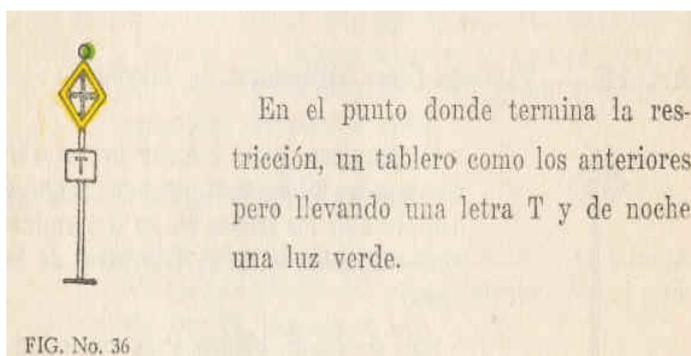 T
En el punto donde termina la res-
tricción, un tablero como los anteriores
pero llevando una letra T y de noche
una luz verde.
FIG. No. 36